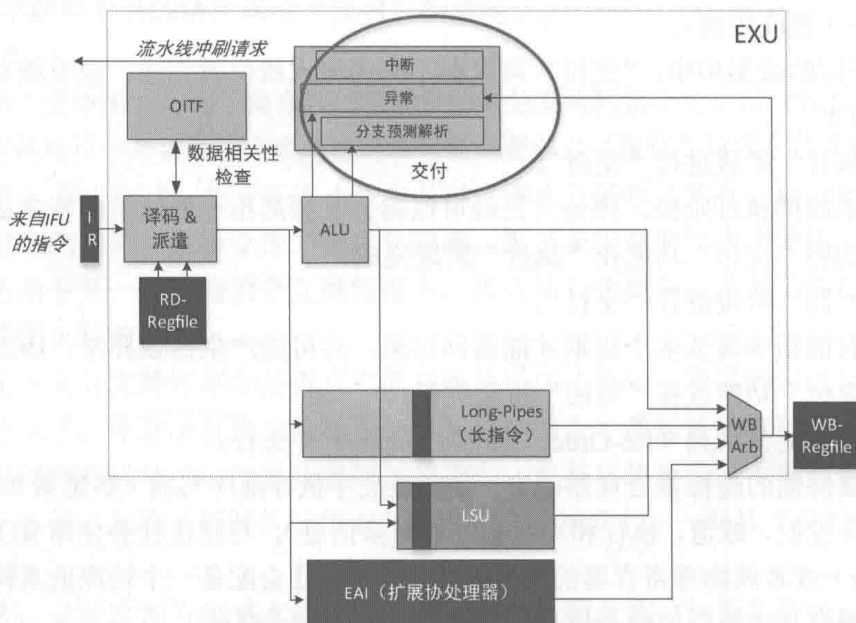 EXU
流水线冲刷请求
中断
异常
分支预测解析
交付
OITF
数据相关性
检查
来自IFU
的指令
I
R
译码 &
派遣
ALU
RD-
Regfile
Long-Pipes
（长指令）
WB
Arb
WB-
Regfile
LSU
EAI（扩展协处理器）